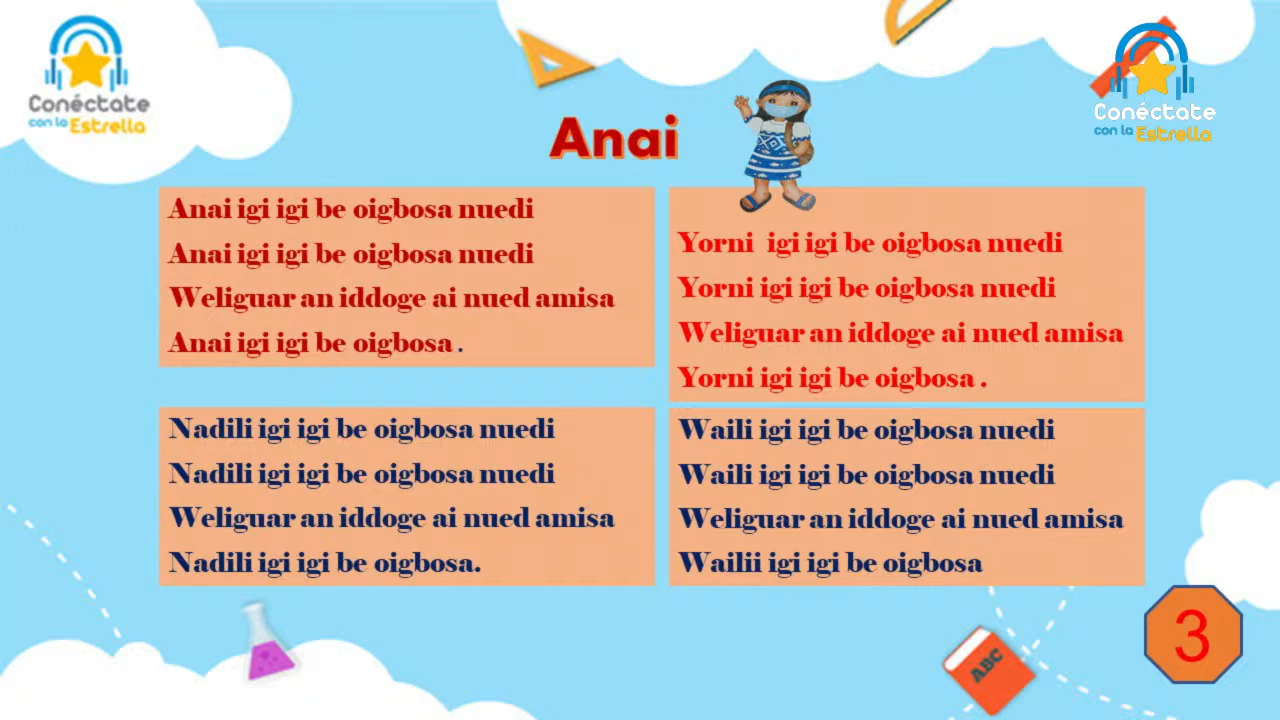 Conéctate
con la Estrella
Conéctate
con la Estrella
Anai
Anai igi igi be oigbosa nuedi
Anai igi igi be oigbosa nuedi
Weliguar an iddoge ai nued amisa
Anai igi igi be oigbosa .
Yorni igi igi be oigbosa nuedi
Yorni igi igi be oigbosa nuedi
Weliguar an iddoge ai nued amisa
Yorni igi igi be oigbosa .
Nadili igi igi be oigbosa nuedi
Nadili igi igi be oigbosa nuedi
Weliguar an iddoge ai nued amisa
Nadili igi igi be oigbosa.
Waili igi igi be oigbosa nuedi
Waili igi igi be oigbosa nuedi
Weliguar an iddoge ai nued amisa
Wailii igi igi be oigbosa
ABC
3